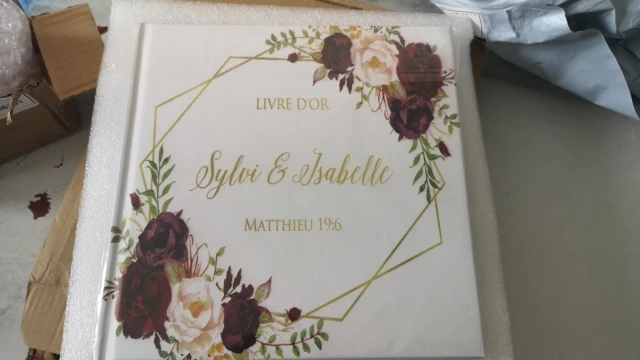 LIVRE D'OR
Sylvi & Isabelle
MATTHIEU 19:6